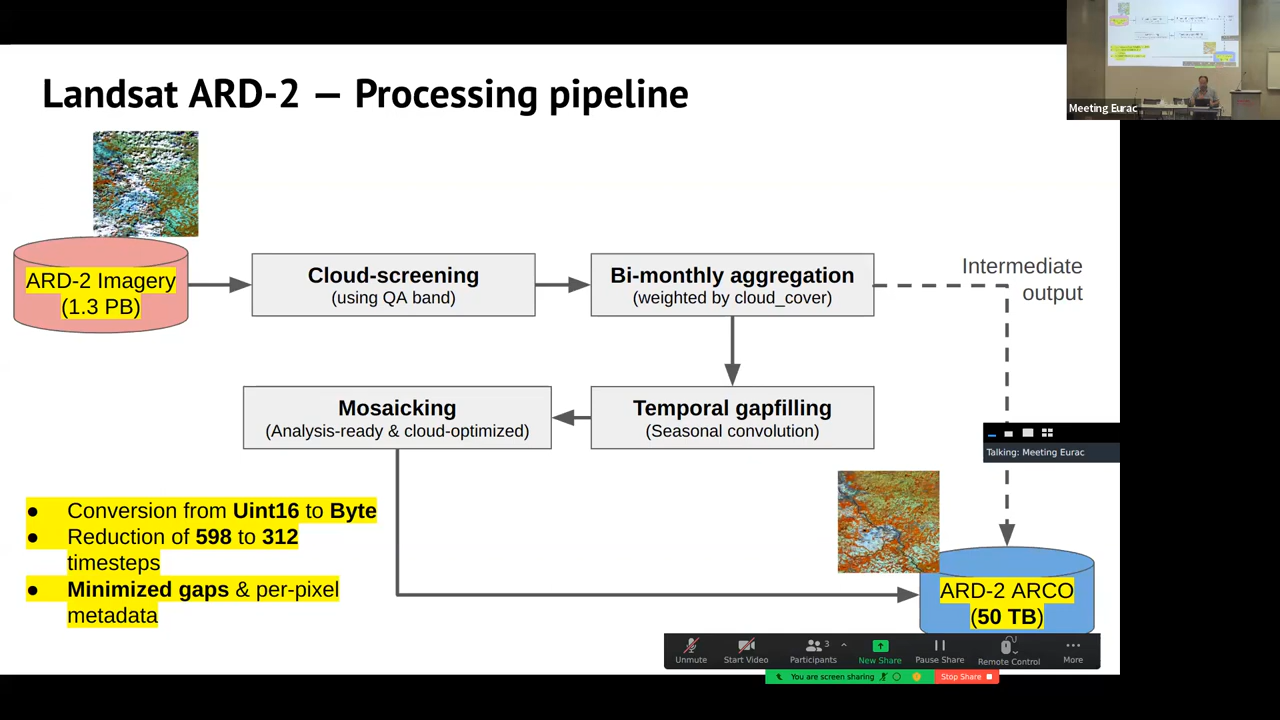 Landsat ARD-2 — Processing pipeline
Meeting Eurac
ARD-2 Imagery
(1.3 PB)
Cloud-screening
(using QA band)
Bi-monthly aggregation
(weighted by cloud_cover)
Intermediate
output
Mosaicking
(Analysis-ready & cloud-optimized)
Temporal gapfilling
(Seasonal convolution)
Talking: Meeting Eurac
● Conversion from Uint16 to Byte
● Reduction of 598 to 312
timesteps
● Minimized gaps & per-pixel
metadata
ARD-2 ARCO
(50 TB)
Unmute
Start Video
3
Participants
New Share
Pause Share
Remote Control
More
You are screen sharing
Stop Share